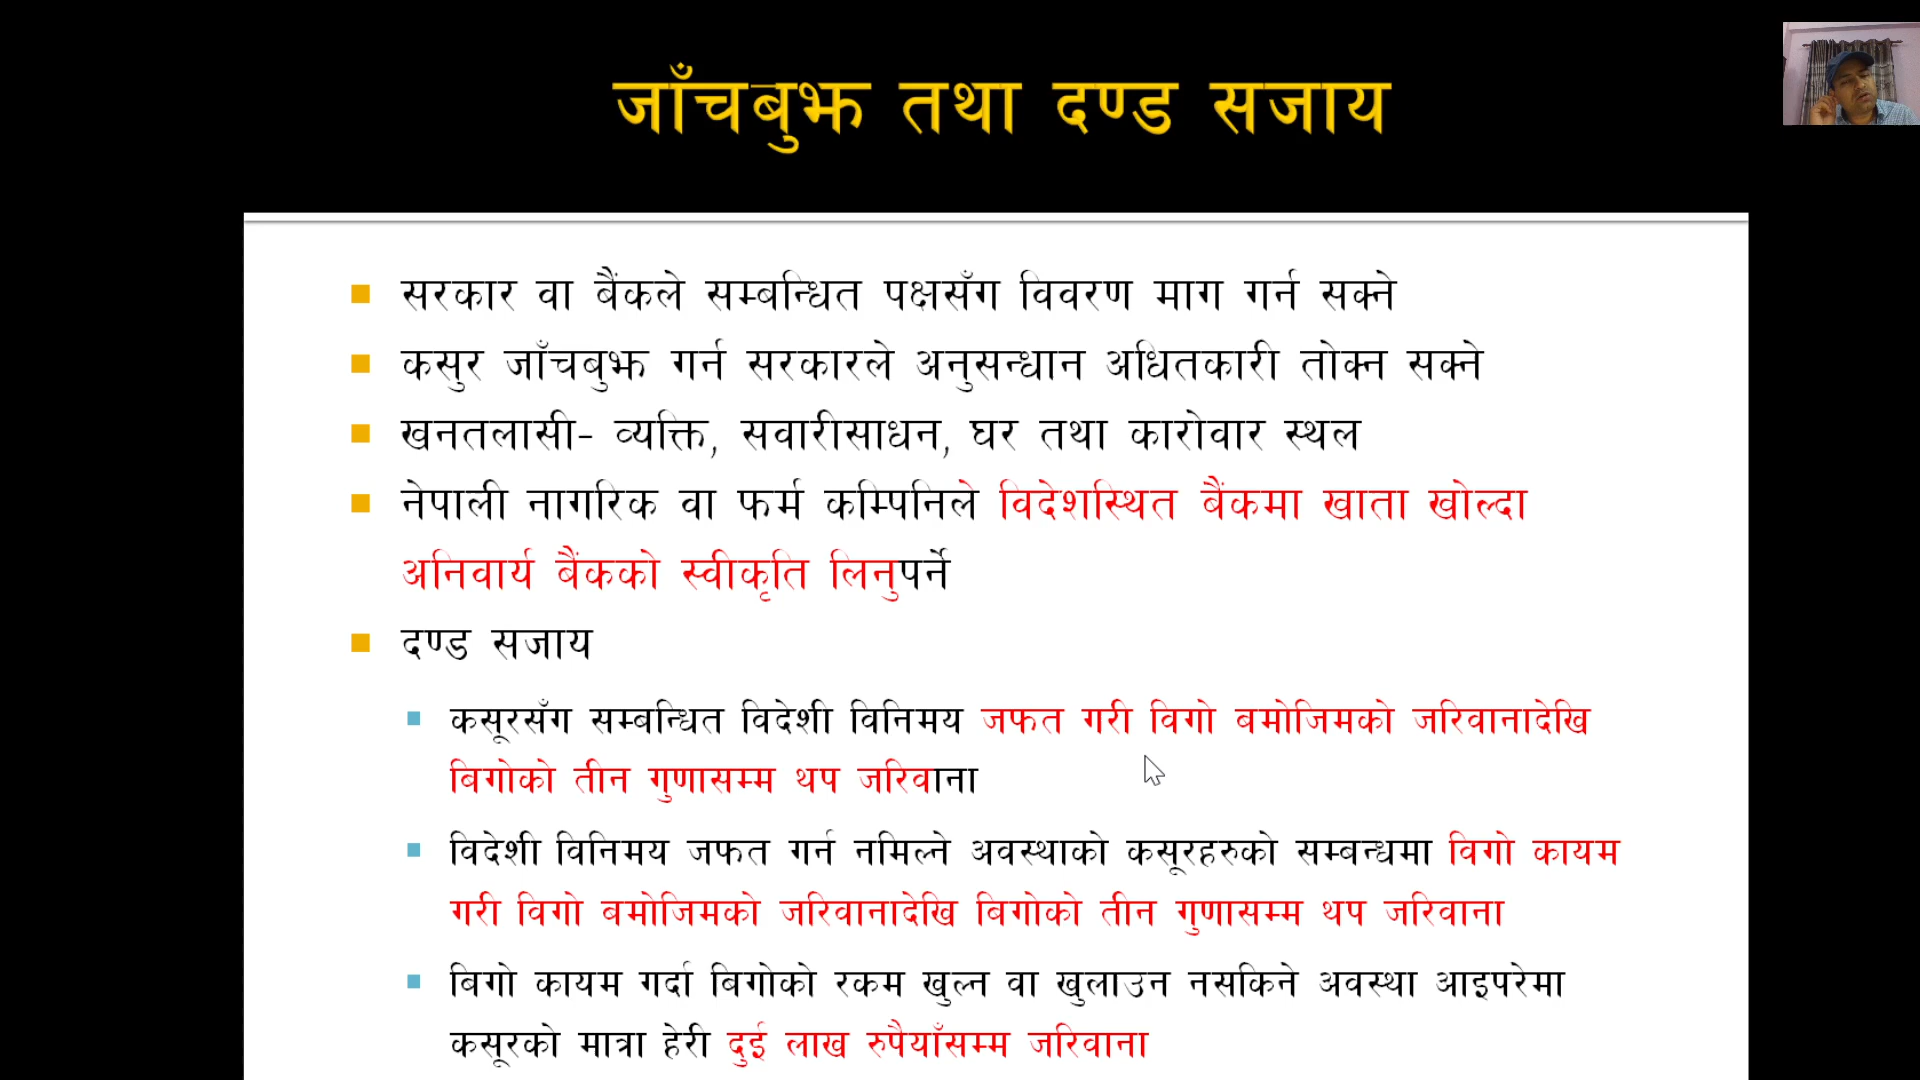 जाँचबुझ तथा दण्ड सजाय
सरकार वा बैंकले सम्बन्धित पक्षसँग विवरण माग गर्न सक्ने
कसुर जाँचबुझ गर्न सरकारले अनुसन्धान अधितकारी तोक्न सक्ने
खनतलासी- व्यक्ति, सवारीसाधन, घर तथा कारोवार स्थल
नेपाली नागरिक वा फर्म कम्पिनिले विदेशस्थित बैंकमा खाता खोल्दा
अनिवार्य बैंकको स्वीकृति लिनुपर्ने
दण्ड सजाय
कसूरसँग सम्बन्धित विदेशी विनिमय जफत गरी विगो बमोजिमको जरिवानादेखि
बिगोको तीन गुणासम्म थप जरिवाना
विदेशी विनिमय जफत गर्न नमिल्ने अवस्थाको कसूरहरुको सम्बन्धमा विगो कायम
गरी विगो बमोजिमको जरिवानादेखि बिगोको तीन गुणासम्म थप जरिवाना
बिगो कायम गर्दा बिगोको रकम खुल्न वा खुलाउन नसकिने अवस्था आइपरेमा
कसूरको मात्रा हेरी दुई लाख रुपैयाँसम्म जरिवाना